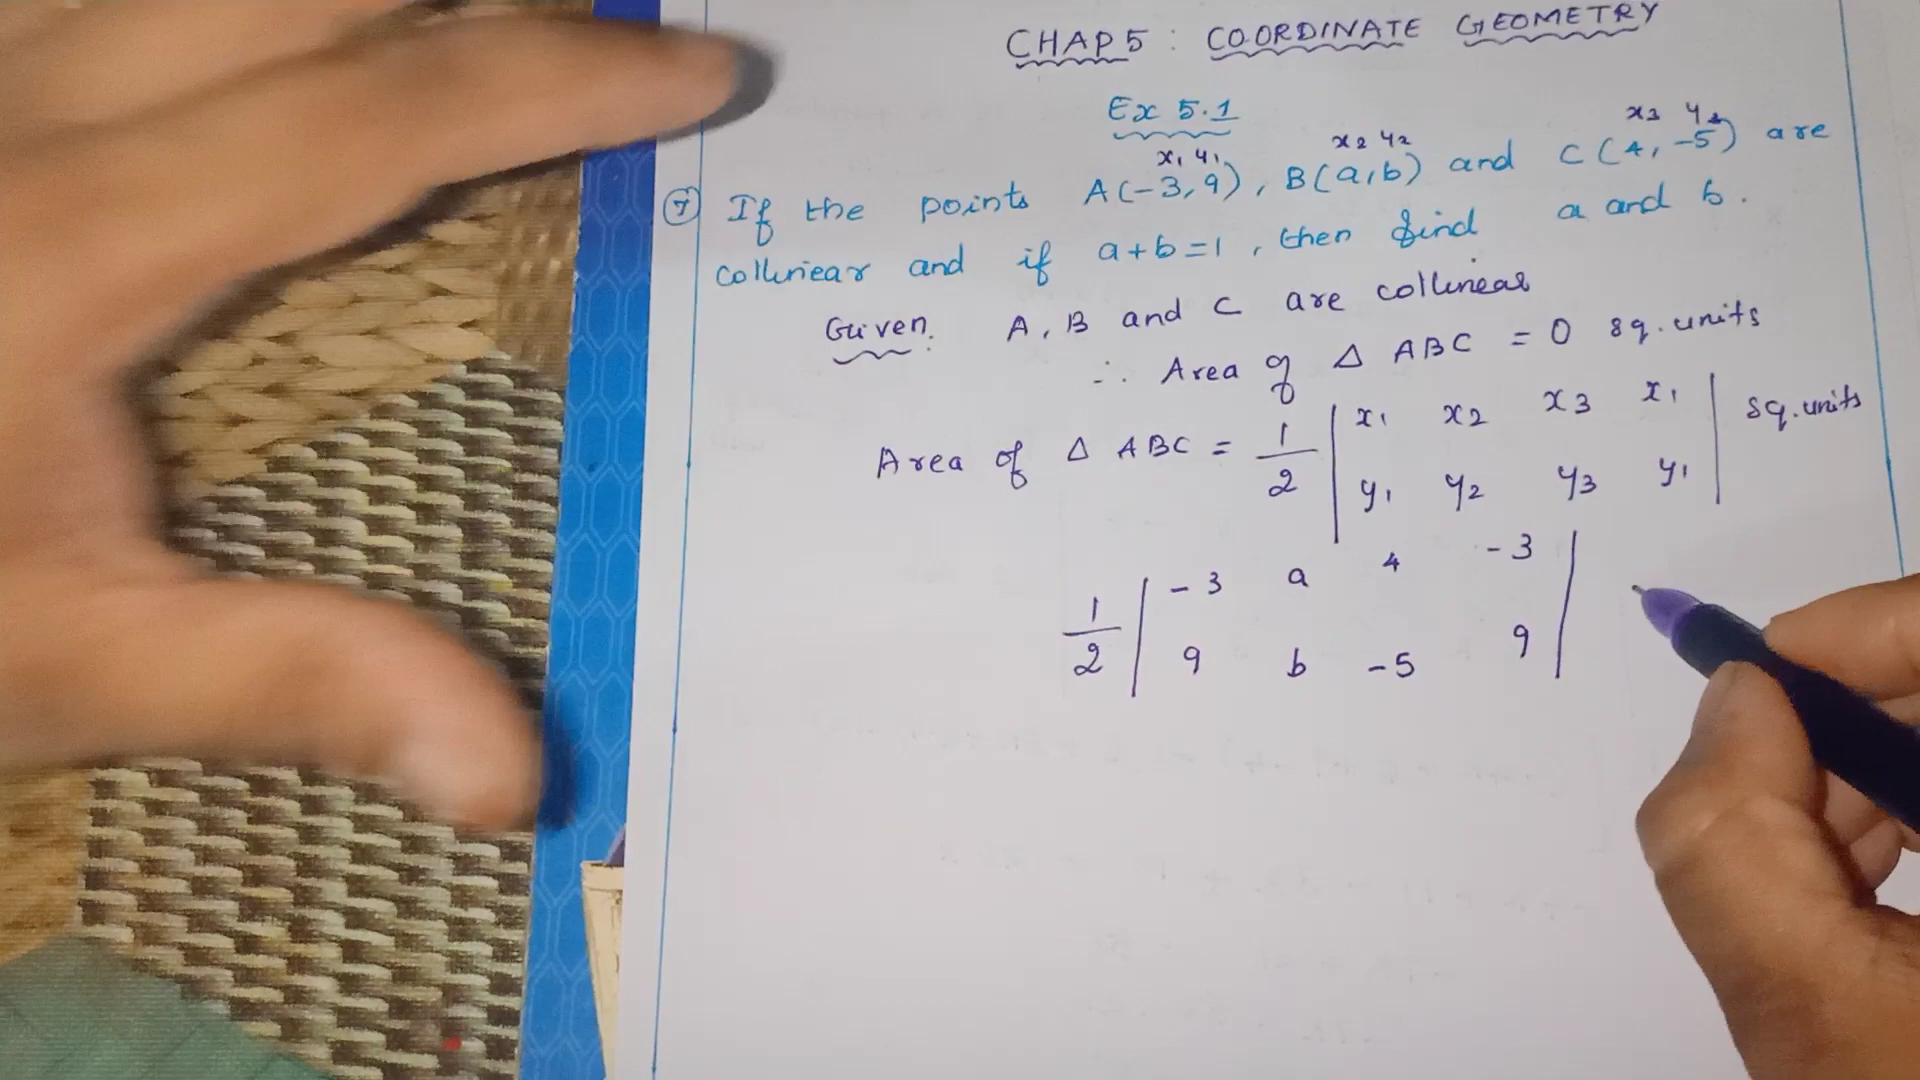 CHAP 5 : COORDINATE GEOMETRY
Ex 5.1
x₁ y₁ x₂ y₂ x₃ y₃
7 If the points A(-3,9), B(a,b) and C(4,-5) are
collinear and if a+b=1, then find a and b.
Given: A, B and C are collinear
∴ Area of Δ ABC = 0 sq.units
Area of Δ ABC = 1/2 | x₁ x₂ x₃ x₁ | sq.units
y₁ y₂ y₃ y₁
1/2 | -3 a 4 -3 |
9 b -5 9